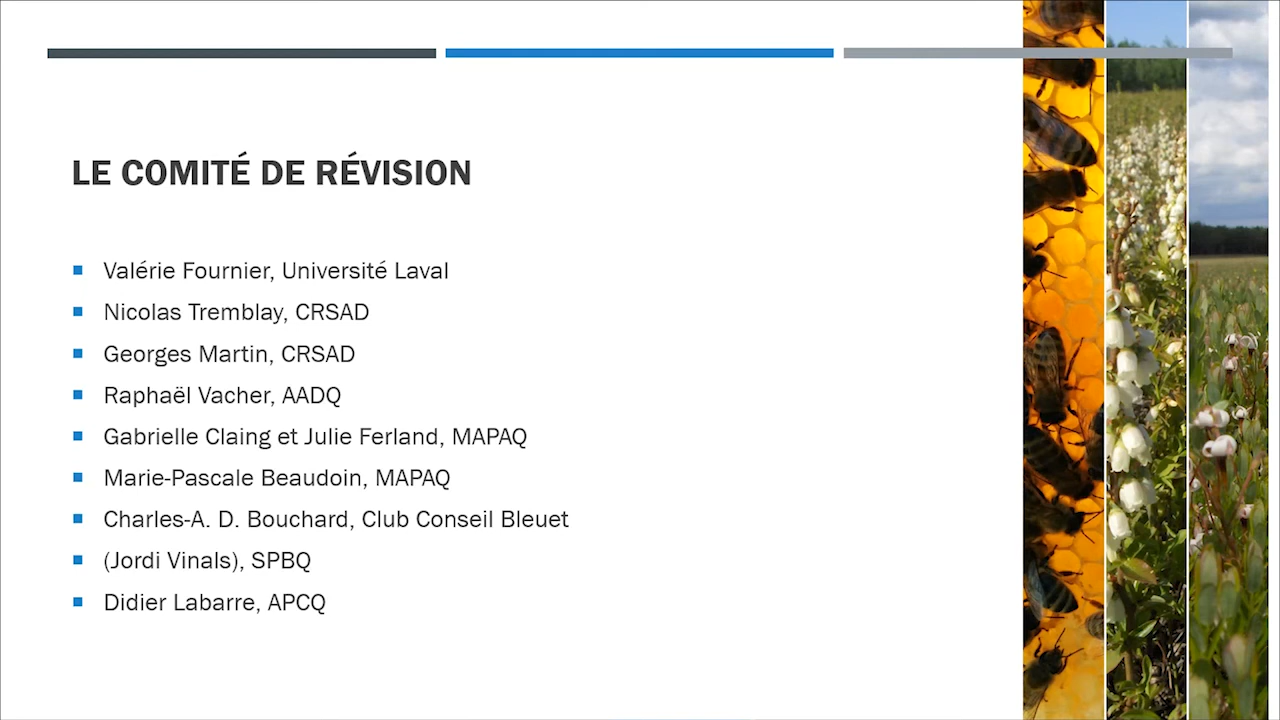 LE COMITÉ DE RÉVISION
Valérie Fournier, Université Laval
Nicolas Tremblay, CRSAD
Georges Martin, CRSAD
Raphaël Vacher, AADQ
Gabrielle Claing et Julie Ferland, MAPAQ
Marie-Pascale Beaudoin, MAPAQ
Charles-A. D. Bouchard, Club Conseil Bleuet
(Jordi Vinals), SPBQ
Didier Labarre, APCQ